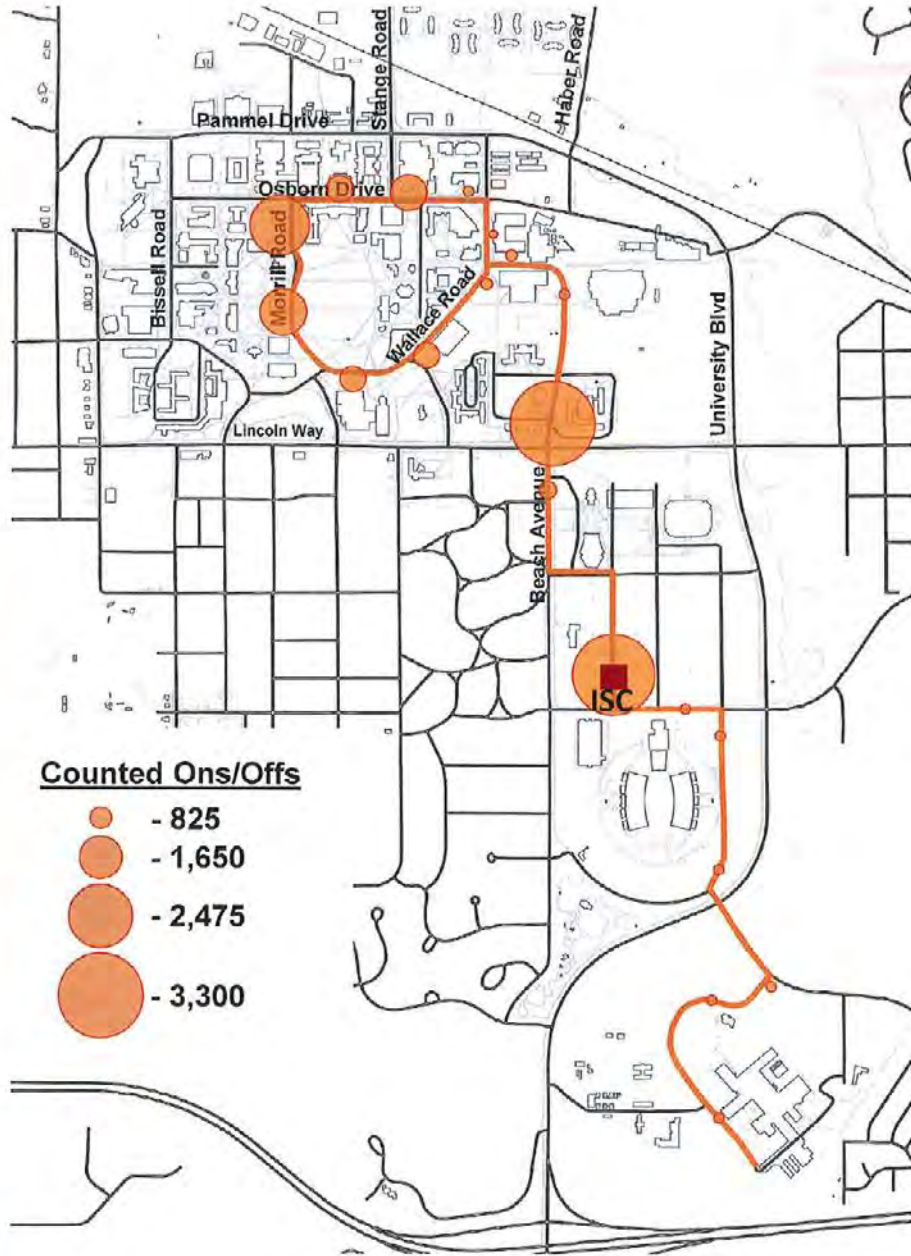 Stange Road
Haber Road
Pammel Drive
Osborn Drive
Bissell Road
Morrill Road
Wallace Road
University Blvd
Lincoln Way
Beach Avenue
ISC
Counted Ons/Offs
- 825
- 1,650
- 2,475
- 3,300